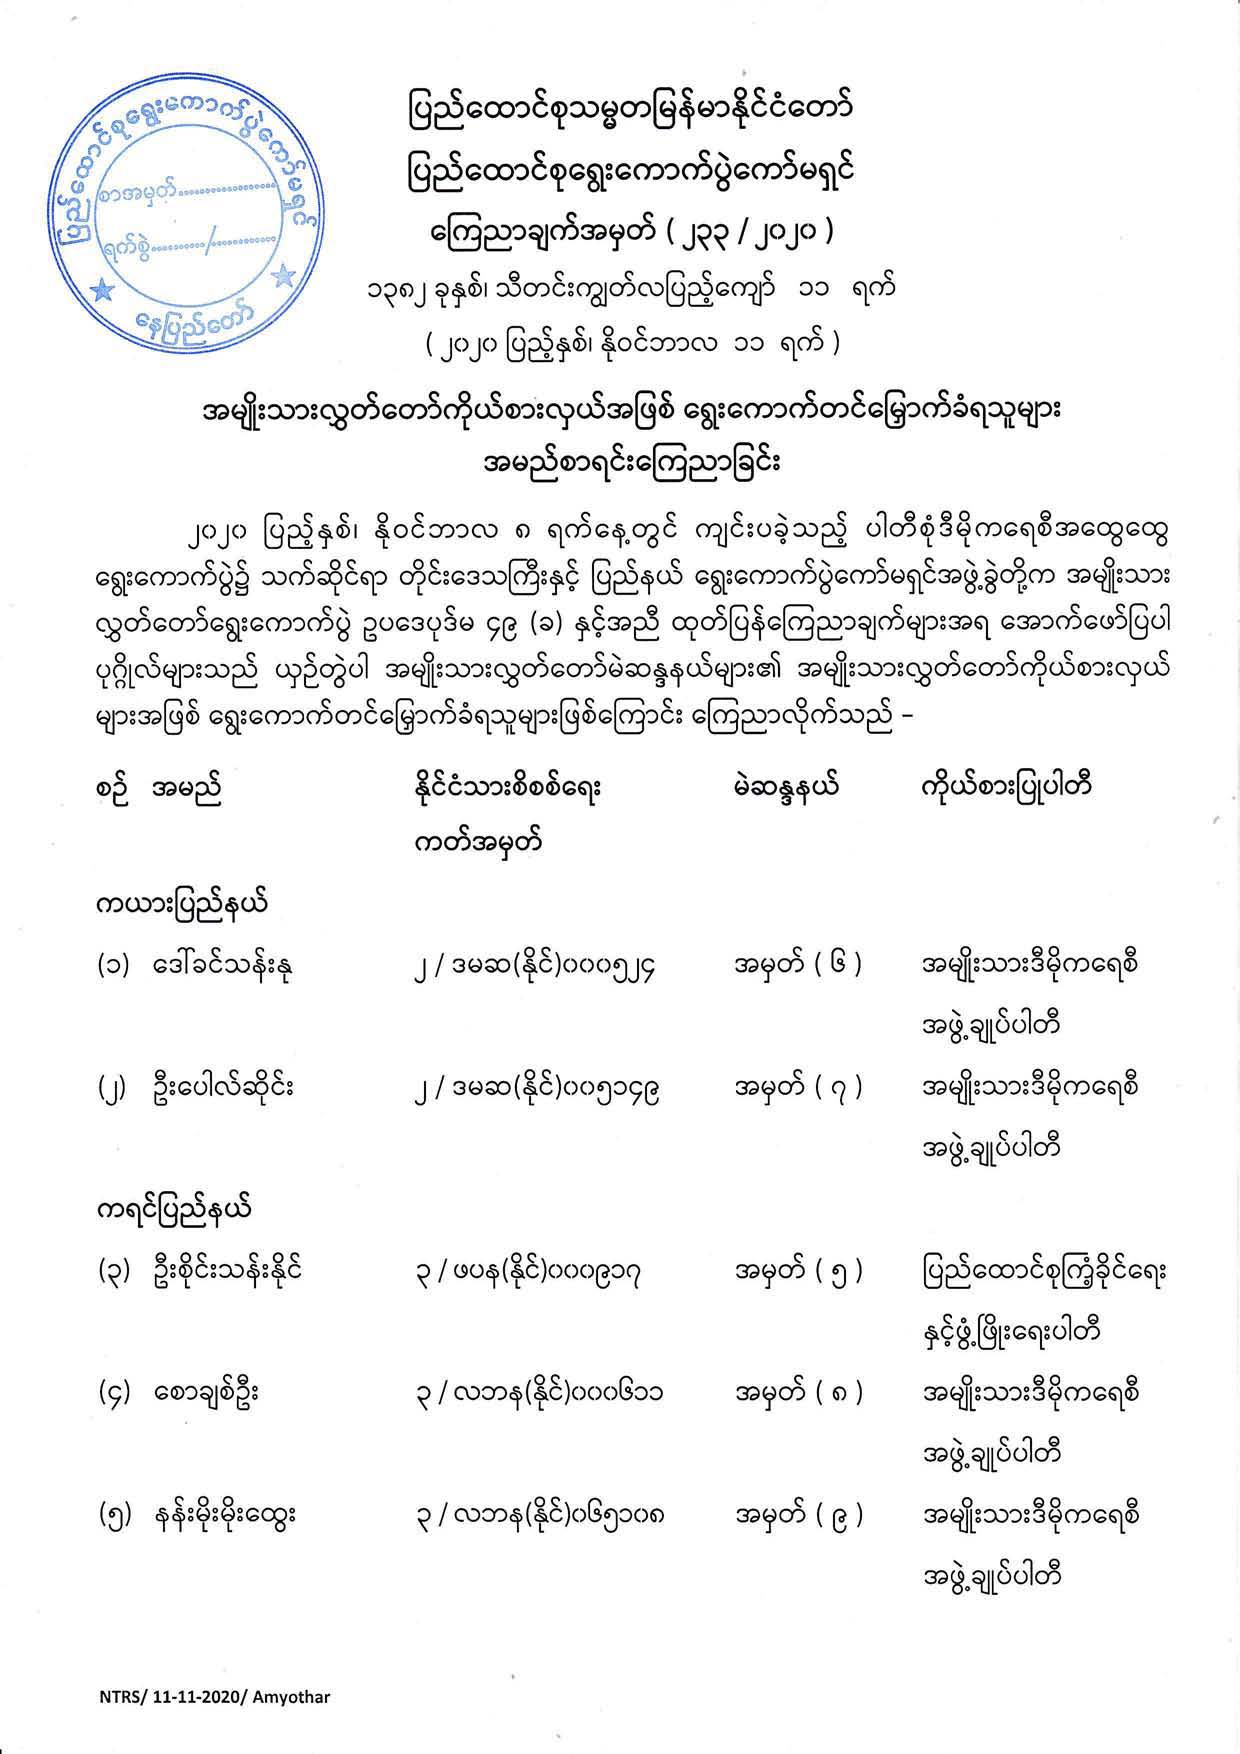 ပြည်ထောင်စုရွေးကောက်ပွဲကော်မရှင်
စာအမှတ်....................
ရက်စွဲ.........../.............
နေပြည်တော်
ပြည်ထောင်စုသမ္မတမြန်မာနိုင်ငံတော်
ပြည်ထောင်စုရွေးကောက်ပွဲကော်မရှင်
ကြေညာချက်အမှတ် ( ၂၃၃ / ၂၀၂၀ )
၁၃၈၂ ခုနှစ်၊ သီတင်းကျွတ်လပြည့်ကျော် ၁၁ ရက်
( ၂၀၂၀ ပြည့်နှစ်၊ နိုဝင်ဘာလ ၁၁ ရက် )
အမျိုးသားလွှတ်တော်ကိုယ်စားလှယ်အဖြစ် ရွေးကောက်တင်မြှောက်ခံရသူများ
အမည်စာရင်းကြေညာခြင်း
၂၀၂၀ ပြည့်နှစ်၊ နိုဝင်ဘာလ ၈ ရက်နေ့တွင် ကျင်းပခဲ့သည့် ပါတီစုံဒီမိုကရေစီအထွေထွေ
ရွေးကောက်ပွဲ၌ သက်ဆိုင်ရာ တိုင်းဒေသကြီးနှင့် ပြည်နယ် ရွေးကောက်ပွဲကော်မရှင်အဖွဲ့ခွဲတို့က အမျိုးသား
လွှတ်တော်ရွေးကောက်ပွဲ ဥပဒေပုဒ်မ ၄၉ (ခ) နှင့်အညီ ထုတ်ပြန်ကြေညာချက်များအရ အောက်ဖော်ပြပါ
ပုဂ္ဂိုလ်များသည် ယှဉ်တွဲပါ အမျိုးသားလွှတ်တော်မဲဆန္ဒနယ်များ၏ အမျိုးသားလွှတ်တော်ကိုယ်စားလှယ်
များအဖြစ် ရွေးကောက်တင်မြှောက်ခံရသူများဖြစ်ကြောင်း ကြေညာလိုက်သည် –
စဉ် အမည် နိုင်ငံသားစိစစ်ရေး မဲဆန္ဒနယ် ကိုယ်စားပြုပါတီ
ကတ်အမှတ်
ကယားပြည်နယ်
(၁) ဒေါ်ခင်သန်းနု ၂ / ဒမဆ(နိုင်)၀၀၀၅၂၄ အမှတ် ( ၆ ) အမျိုးသားဒီမိုကရေစီ
အဖွဲ့ချုပ်ပါတီ
(၂) ဦးပေါလ်ဆိုင်း ၂ / ဒမဆ(နိုင်)၀၀၅၁၄၉ အမှတ် ( ၇ ) အမျိုးသားဒီမိုကရေစီ
အဖွဲ့ချုပ်ပါတီ
ကရင်ပြည်နယ်
(၃) ဦးစိုင်းသန်းနိုင် ၃ / ဖပန(နိုင်)၀၀၀၉၁၇ အမှတ် ( ၅ ) ပြည်ထောင်စုကြံ့ခိုင်ရေး
နှင့်ဖွံ့ဖြိုးရေးပါတီ
(၄) စောချစ်ဦး ၃ / လဘန(နိုင်)၀၀၀၆၁၁ အမှတ် ( ၈ ) အမျိုးသားဒီမိုကရေစီ
အဖွဲ့ချုပ်ပါတီ
(၅) နန်းမိုးမိုးထွေး ၃ / လဘန(နိုင်)၀၆၅၁၀၈ အမှတ် ( ၉ ) အမျိုးသားဒီမိုကရေစီ
အဖွဲ့ချုပ်ပါတီ
NTRS/ 11-11-2020/ Amyothar